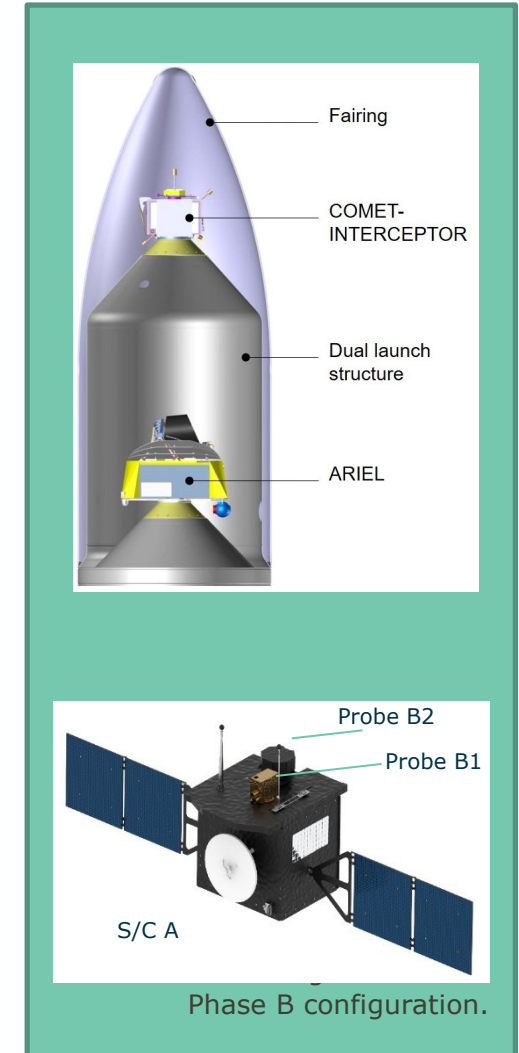 Fairing
COMET-
INTERCEPTOR
Dual launch
structure
ARIEL
Probe B2
Probe B1
S/C A
Phase B configuration.